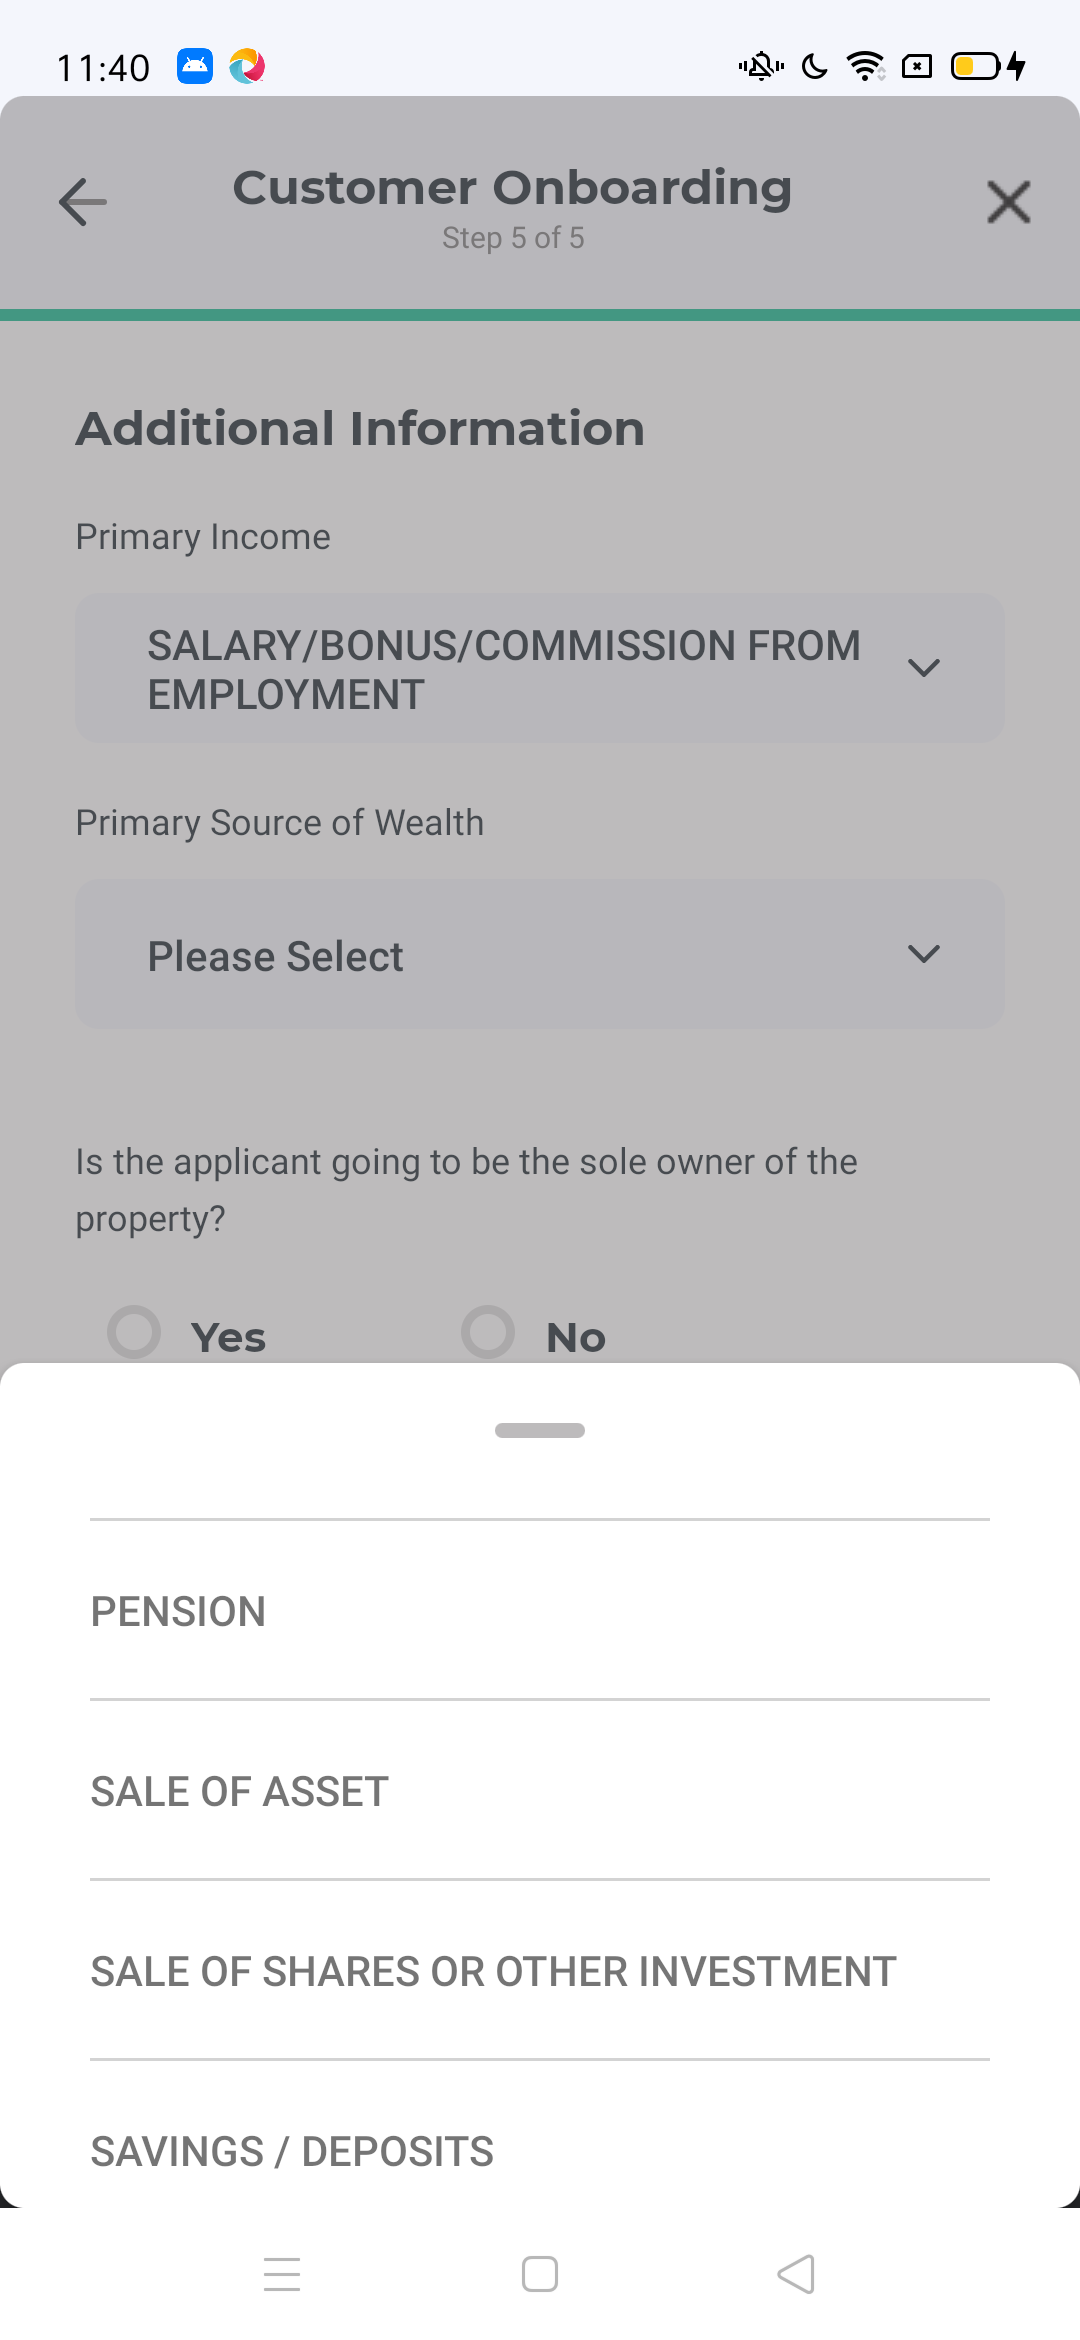 11:40
Customer Onboarding
Step 5 of 5
Additional Information
Primary Income
SALARY/BONUS/COMMISSION FROM
EMPLOYMENT
Primary Source of Wealth
Please Select
Is the applicant going to be the sole owner of the
property?
Yes No
PENSION
SALE OF ASSET
SALE OF SHARES OR OTHER INVESTMENT
SAVINGS / DEPOSITS